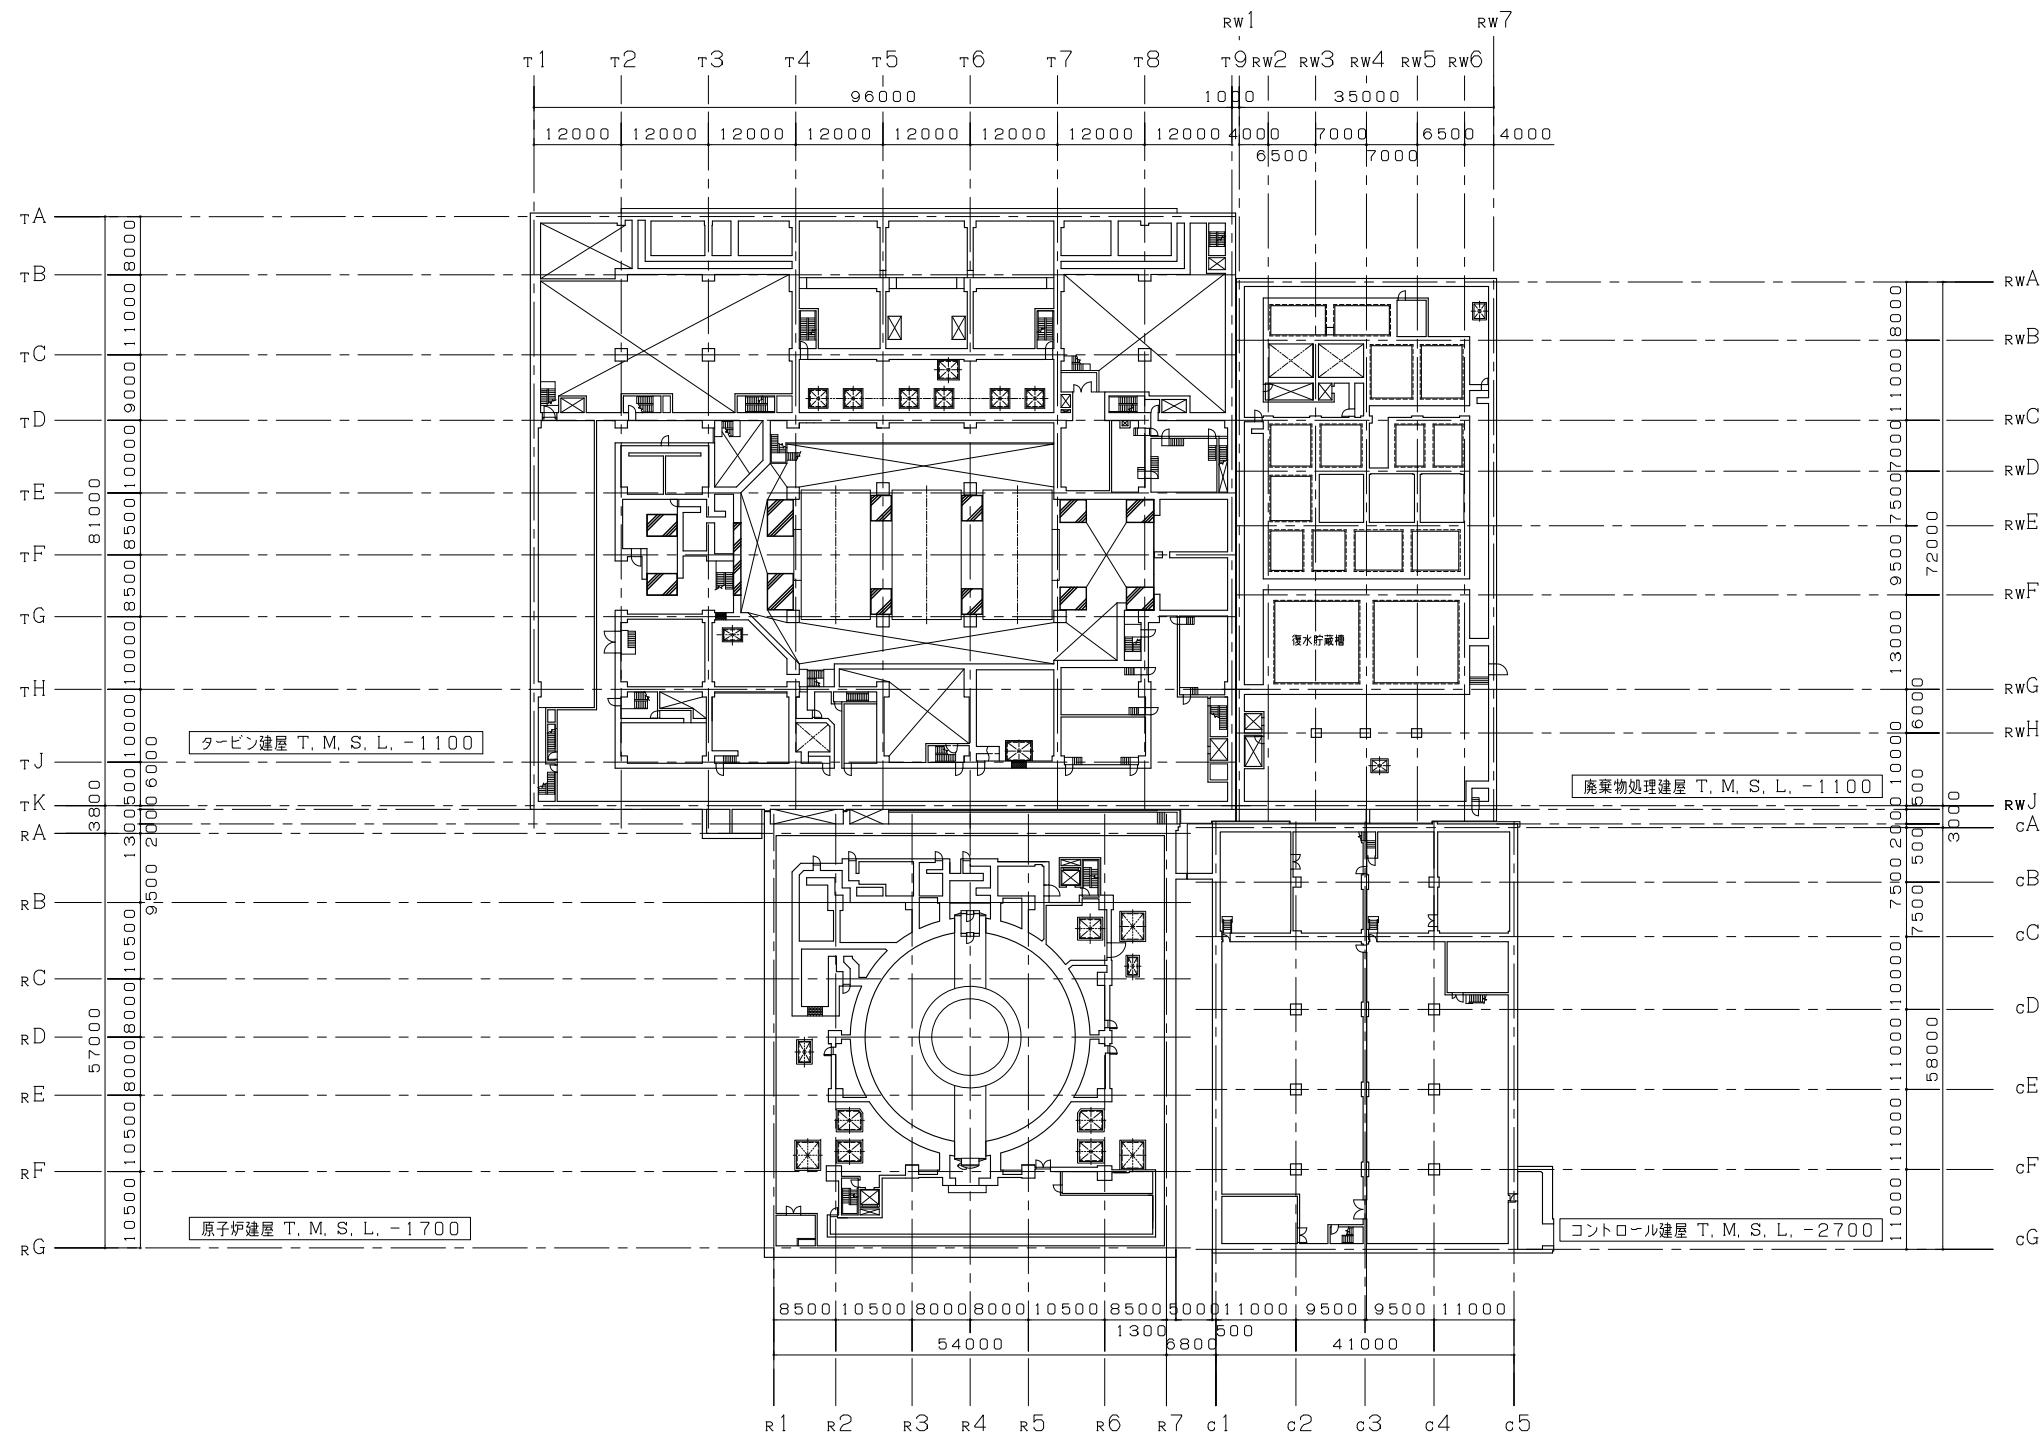 RW1 RW7
T1 T2 T3 T4 T5 T6 T7 T8 T9 RW2 RW3 RW4 RW5 RW6
96000 1000 35000
12000 12000 12000 12000 12000 12000 12000 12000 4000 7000 6500 4000
6500 7000
TA
TB
TC
TD
TE
TF
TG
TH
TJ
TK
RA
RB
RC
RD
RE
RF
RG
8000
11000
9000
10000
8500
8500
10000
10000
6000
500
1300
2000
9500
10500
8000
8000
10500
10500
81000
3800
57000
RWA
RWB
RWC
RWD
RWE
RWF
RWG
RWH
RWJ
CA
CB
CC
CD
CE
CF
CG
8000
11000
7000
7500
9500
13000
6000
10000
500
2000
500
7500
7500
10000
11000
11000
11000
72000
3000
58000
復水貯蔵槽
タービン建屋 T.M.S.L.-1100
廃棄物処理建屋 T.M.S.L.-1100
原子炉建屋 T.M.S.L.-1700
コントロール建屋 T.M.S.L.-2700
8500 10500 8000 8000 10500 8500 5000 11000 9500 9500 11000
1300 500
54000 6800 41000
R1 R2 R3 R4 R5 R6 R7 C1 C2 C3 C4 C5